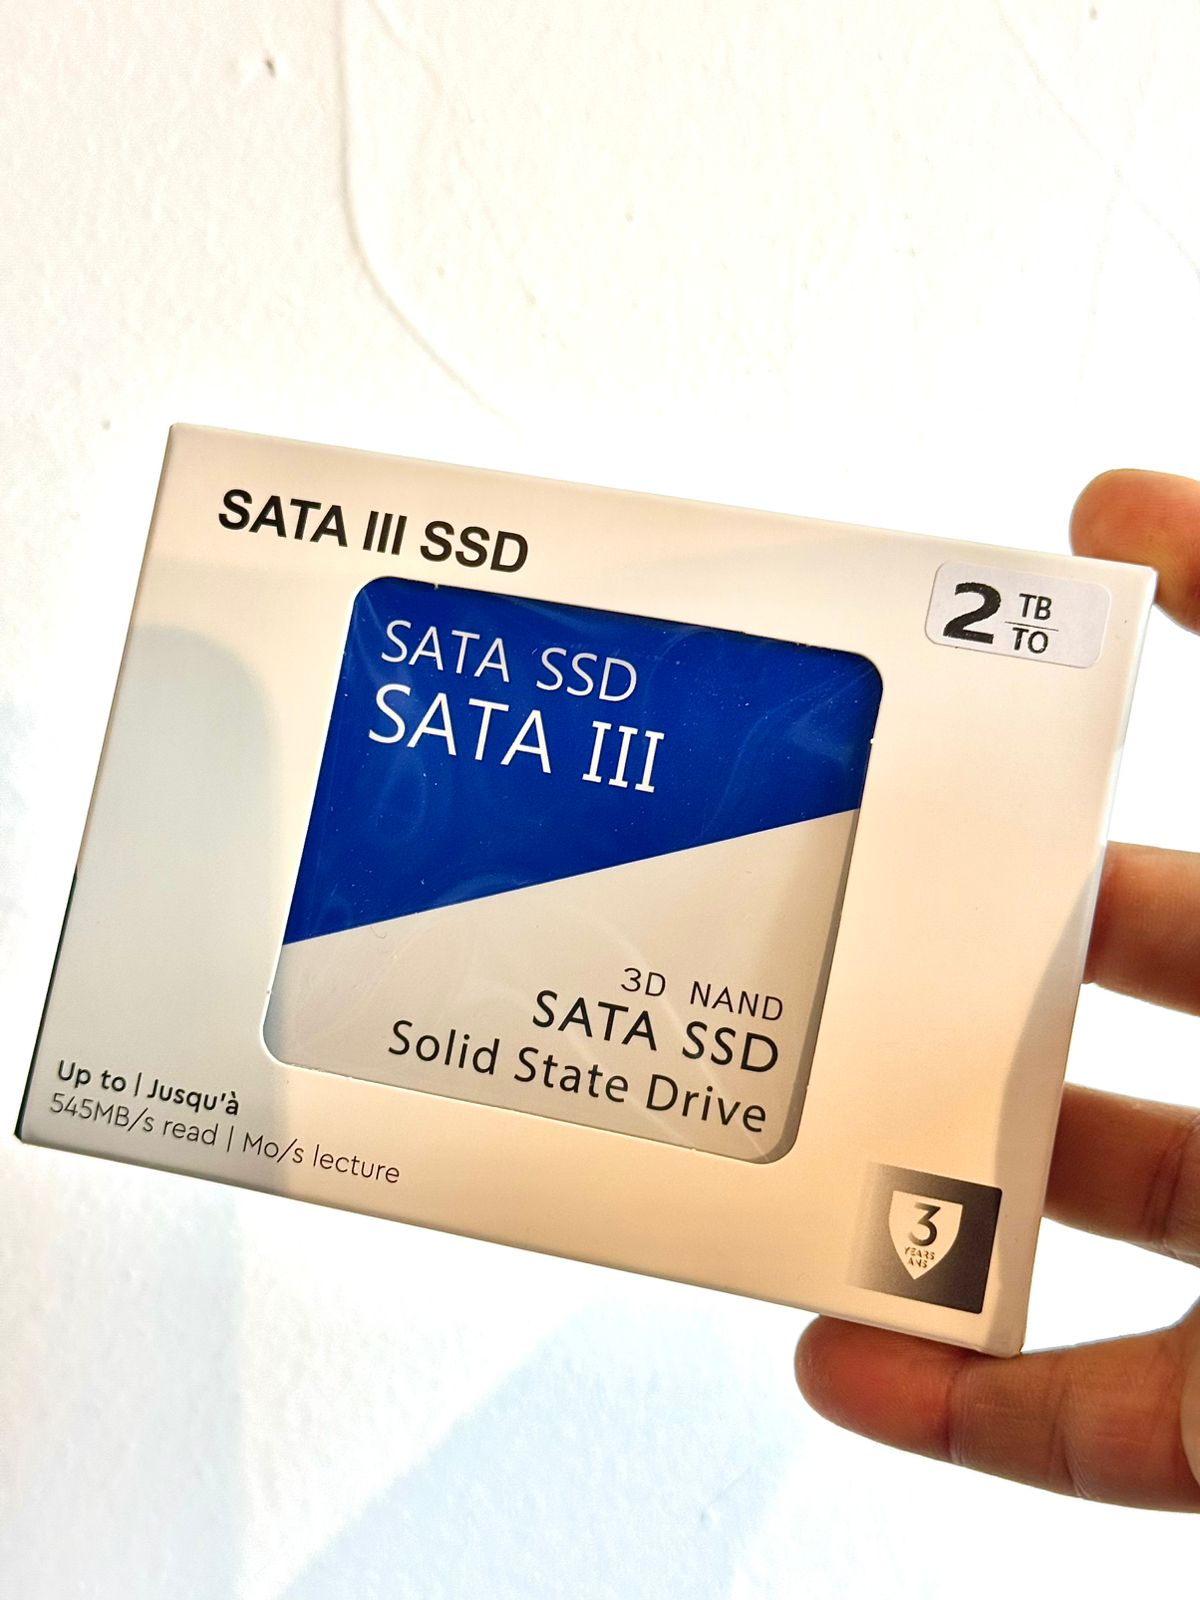 SATA III SSD
2 TB
TO
SATA SSD
SATA III
3D NAND
SATA SSD
Solid State Drive
Up to | Jusqu'à
545MB/s read | Mo/s lecture
3
YEARS
ANS